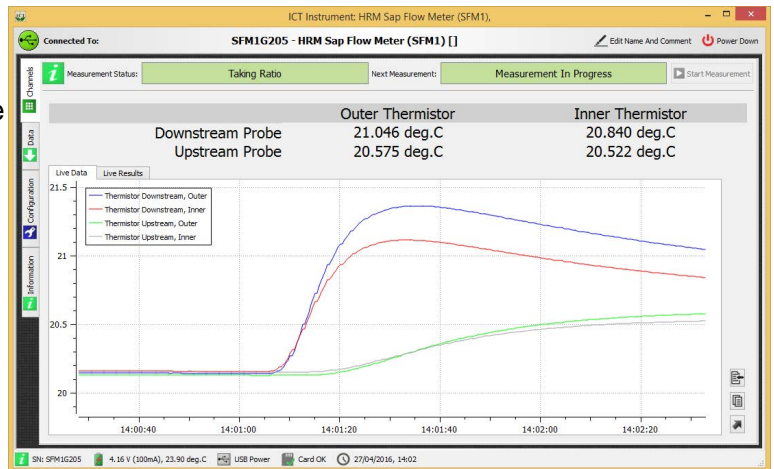 ICT Instrument: HRM Sap Flow Meter (SFM1),
Connected To:
SFM1G205 - HRM Sap Flow Meter (SFM1) []
Edit Name And Comment
Power Down
Channels
Data
Configuration
Information
Measurement Status:
Taking Ratio
Next Measurement:
Measurement In Progress
Start Measurement
Outer Thermistor Inner Thermistor
Downstream Probe 21.046 deg.C 20.840 deg.C
Upstream Probe 20.575 deg.C 20.522 deg.C
Live Data Live Results
Thermistor Downstream, Outer
Thermistor Downstream, Inner
Thermistor Upstream, Outer
Thermistor Upstream, Inner
21.5
21
20.5
20
14:00:40 14:01:00 14:01:20 14:01:40 14:02:00 14:02:20
SN: SFM1G205 4.16 V (100mA), 23.90 deg.C USB Power Card OK 27/04/2016, 14:02
e